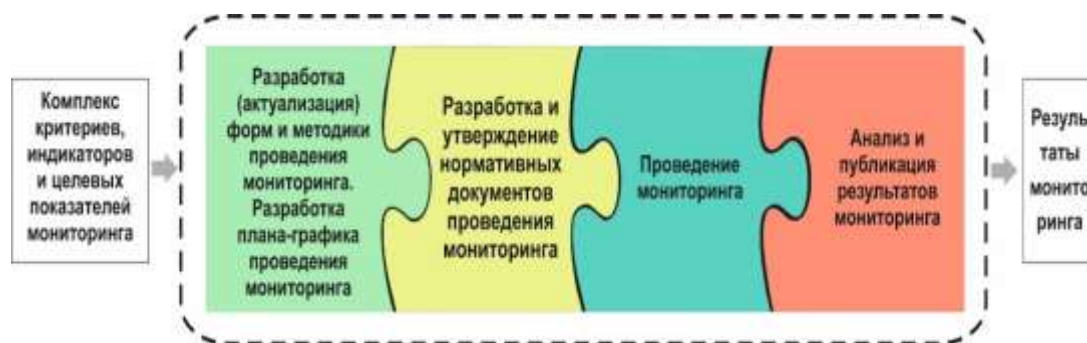 Комплекс
критериев,
индикаторов
и целевых
показателей
мониторинга
Разработка
(актуализация)
форм и методики
проведения
мониторинга.
Разработка
плана-графика
проведения
мониторинга
Разработка и
утверждение
нормативных
документов
проведения
мониторинга
Проведение
мониторинга
Анализ и
публикация
результатов
мониторинга
Резуль
таты
монито
ринга